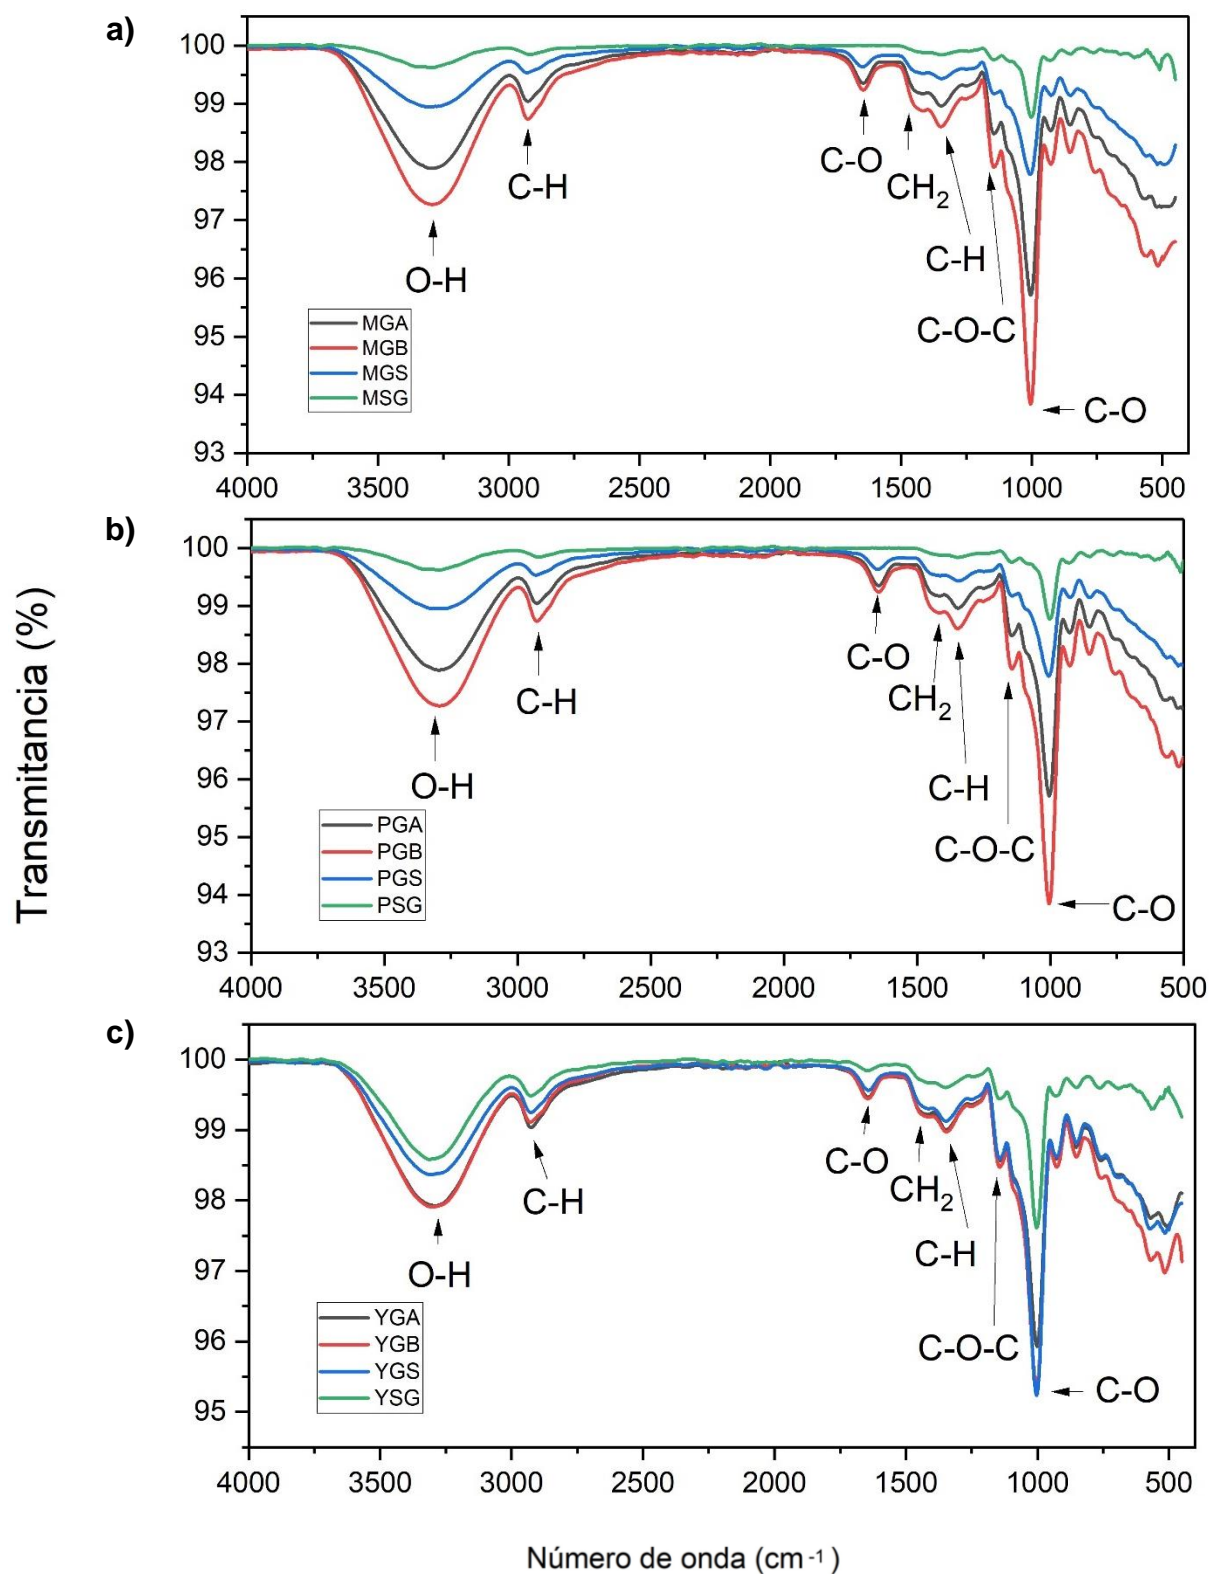 a)
100
99
98
97
96
95
94
93
C-H
O-H
C-O
CH2
C-H
C-O-C
C-O
MGA
MGB
MGS
MSG
4000 3500 3000 2500 2000 1500 1000 500
b)
100
99
98
97
96
95
94
93
C-H
O-H
C-O
CH2
C-H
C-O-C
C-O
PGA
PGB
PGS
PSG
4000 3500 3000 2500 2000 1500 1000 500
c)
100
99
98
97
96
95
C-H
O-H
C-O
CH2
C-H
C-O-C
C-O
YGA
YGB
YGS
YSG
4000 3500 3000 2500 2000 1500 1000 500
Transmitancia (%)
Número de onda (cm-1)